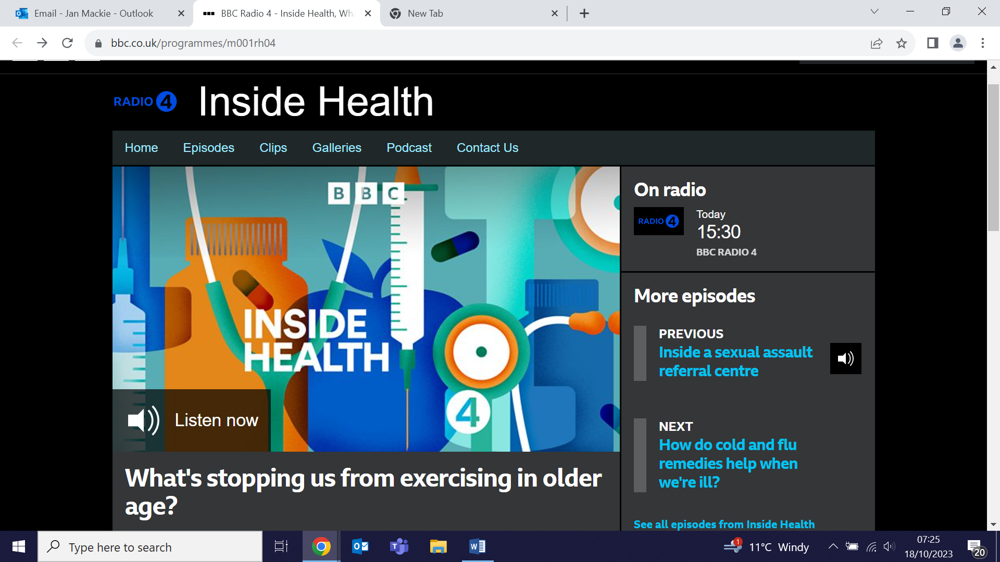 Email - Jan Mackie - Outlook
BBC Radio 4 - Inside Health, Wh
New Tab
bbc.co.uk/programmes/m001rh04
RADIO 4
Inside Health
Home Episodes Clips Galleries Podcast Contact Us
BBC
INSIDE
HEALTH
4
Listen now
What's stopping us from exercising in older
age?
On radio
RADIO 4
Today
15:30
BBC RADIO 4
More episodes
PREVIOUS
Inside a sexual assault
referral centre
NEXT
How do cold and flu
remedies help when
we're ill?
See all episodes from Inside Health
Type here to search
1
11°C Windy
07:25
18/10/2023
20